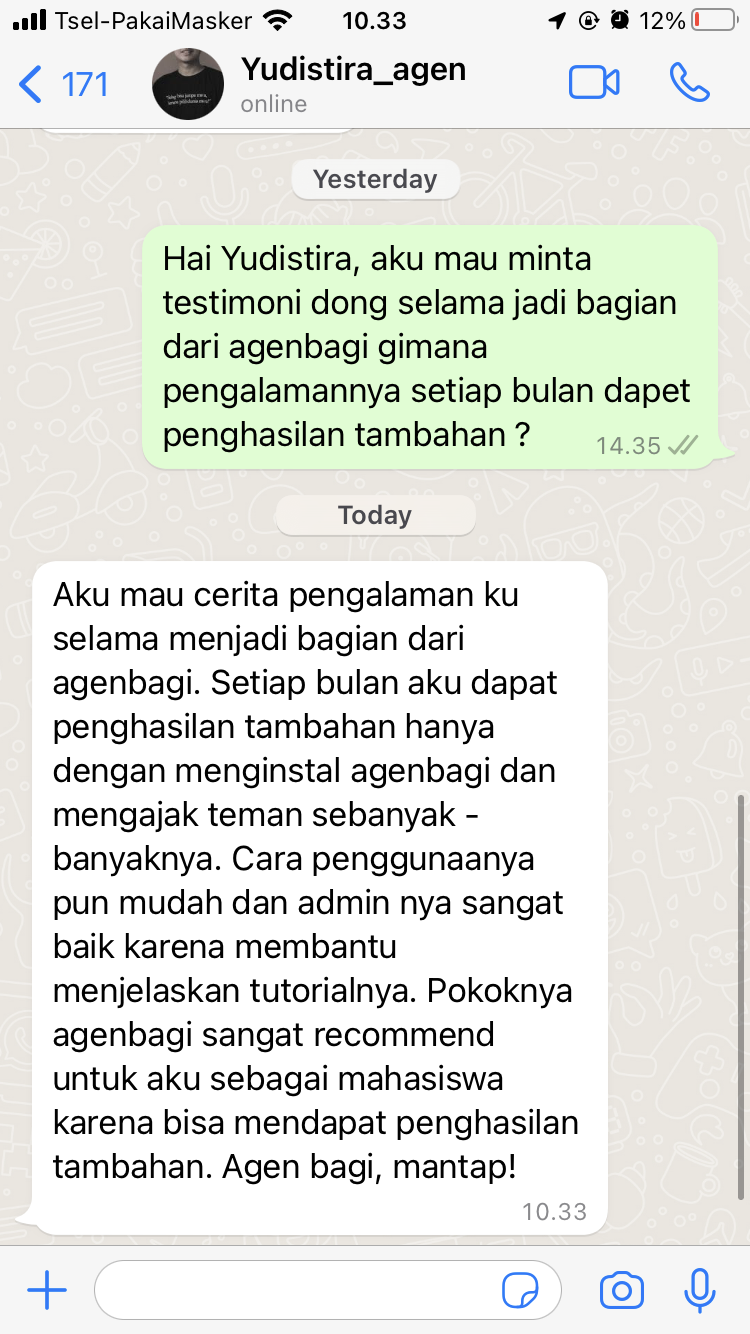 Tsel-PakaiMasker 10.33 12%
171 Yudistira_agen
online
Yesterday
Hai Yudistira, aku mau minta
testimoni dong selama jadi bagian
dari agenbagi gimana
pengalamannya setiap bulan dapet
penghasilan tambahan ?
14.35
Today
Aku mau cerita pengalaman ku
selama menjadi bagian dari
agenbagi. Setiap bulan aku dapat
penghasilan tambahan hanya
dengan menginstal agenbagi dan
mengajak teman sebanyak -
banyaknya. Cara penggunaanya
pun mudah dan admin nya sangat
baik karena membantu
menjelaskan tutorialnya. Pokoknya
agenbagi sangat recommend
untuk aku sebagai mahasiswa
karena bisa mendapat penghasilan
tambahan. Agen bagi, mantap!
10.33